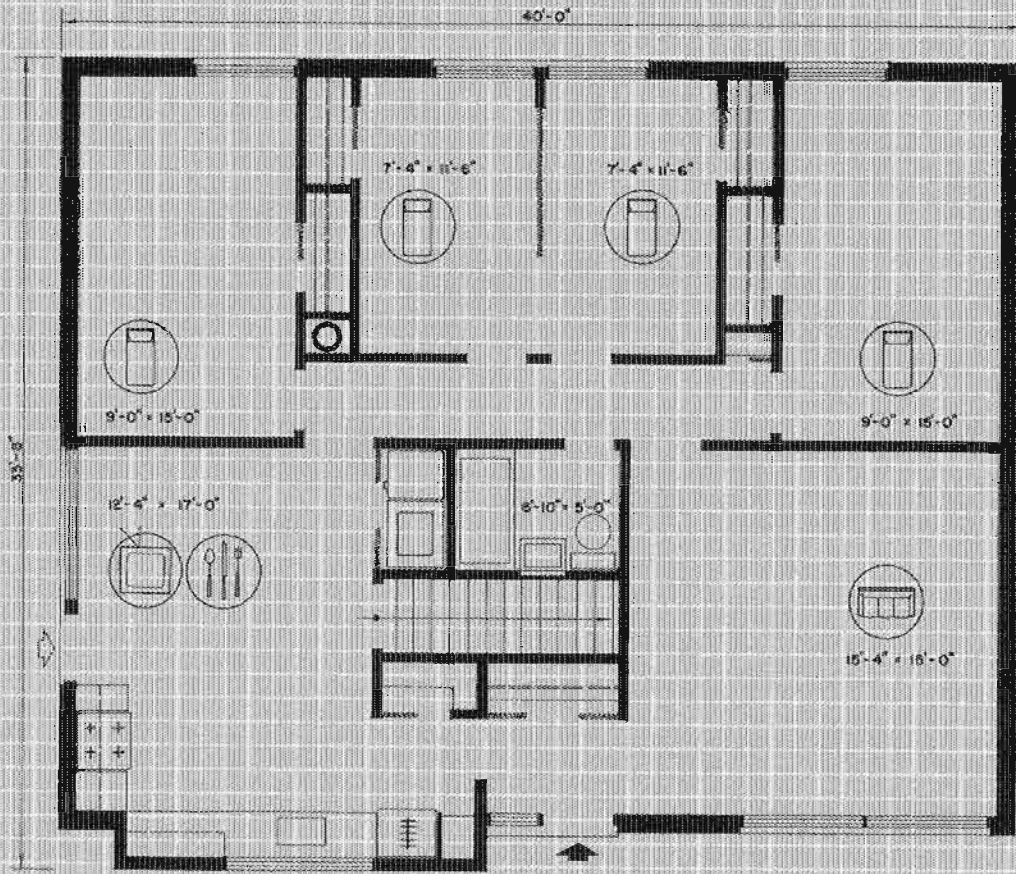 40'-0"
7'-4" × 11'-6"
7'-4" × 11'-6"
9'-0" × 15'-0"
9'-0" × 15'-0"
33'-8"
12'-4" × 17'-0"
6'-10" × 5'-0"
15'-4" × 15'-0"